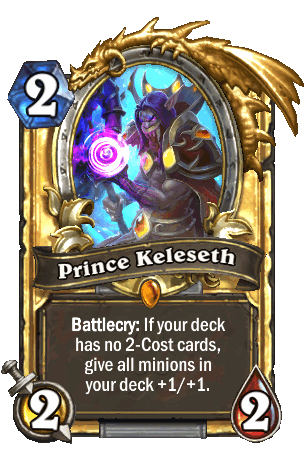 2
Prince Keleseth
Battlecry: If your deck
has no 2-Cost cards,
give all minions in
your deck +1/+1.
2
2